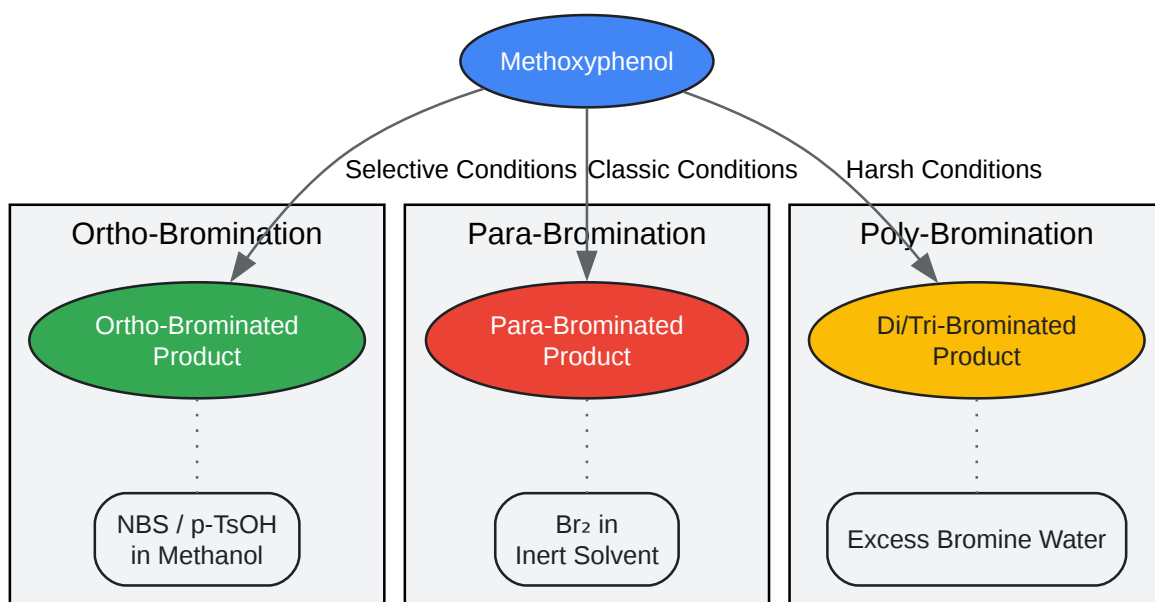 Methoxyphenol
Selective Conditions
Classic Conditions
Harsh Conditions
Ortho-Bromination
Para-Bromination
Poly-Bromination
Ortho-Brominated
Product
Para-Brominated
Product
Di/Tri-Brominated
Product
NBS / p-TsOH
in Methanol
Br₂ in
Inert Solvent
Excess Bromine Water